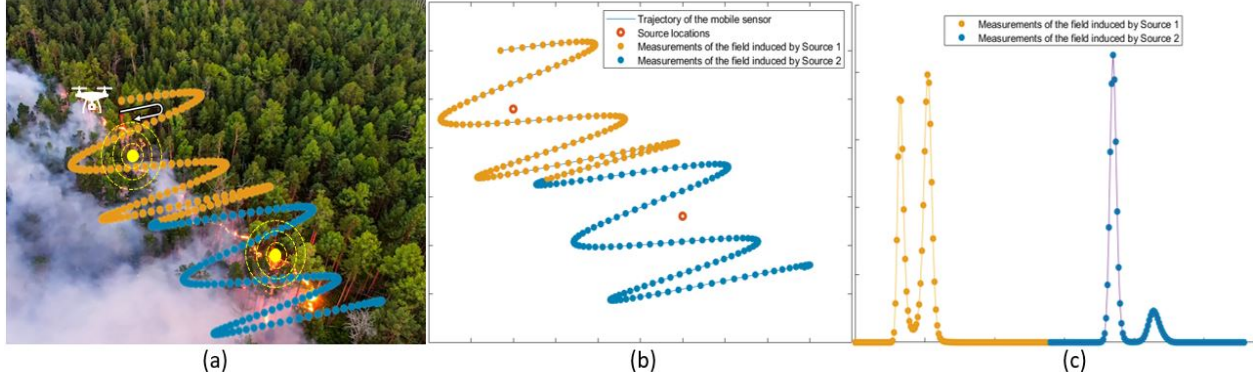 Trajectory of the mobile sensor
Source locations
Measurements of the field induced by Source 1
Measurements of the field induced by Source 2
Measurements of the field induced by Source 1
Measurements of the field induced by Source 2
(a)
(b)
(c)